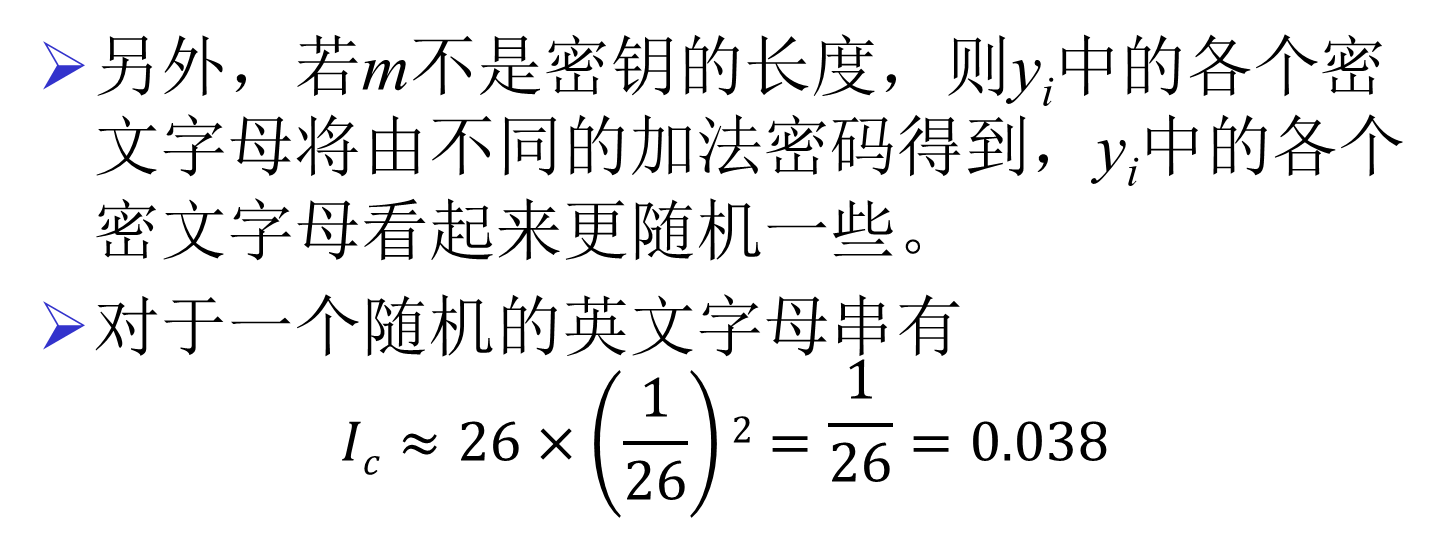 ➢另外，若m不是密钥的长度，则yᵢ中的各个密
文字母将由不同的加法密码得到，yᵢ中的各个
密文字母看起来更随机一些。
➢对于一个随机的英文字母串有
I_c ≈ 26 × (1/26)² = 1/26 = 0.038